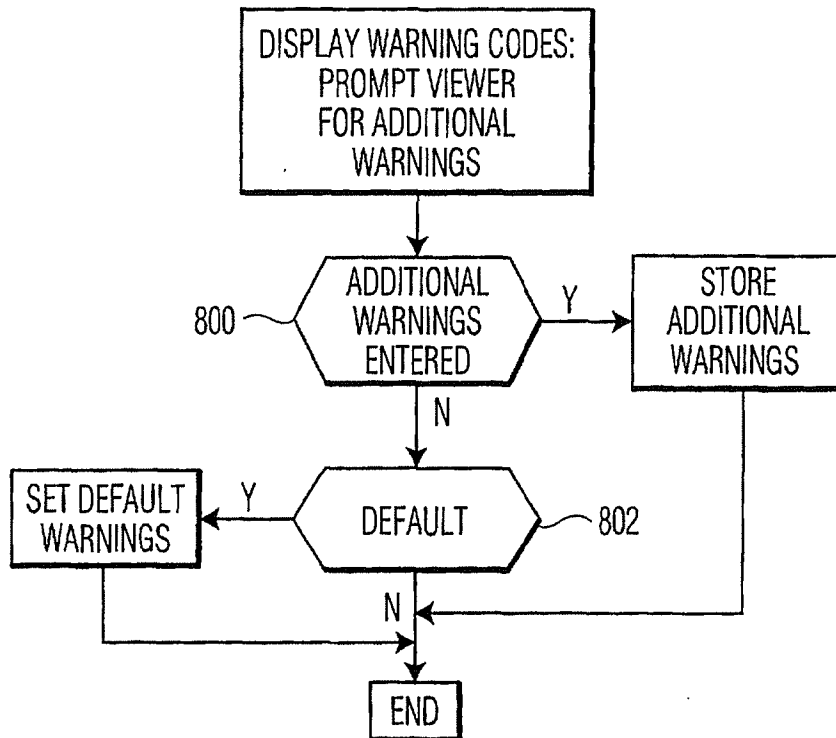 DISPLAY WARNING CODES:
PROMPT VIEWER
FOR ADDITIONAL
WARNINGS
800
ADDITIONAL
WARNINGS
ENTERED
Y
STORE
ADDITIONAL
WARNINGS
N
SET DEFAULT
WARNINGS
Y
DEFAULT
802
N
END